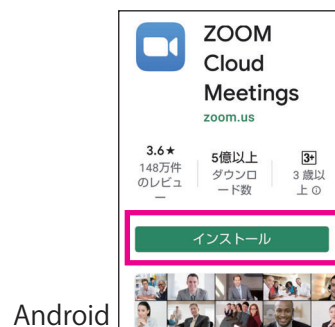 ZOOM
Cloud
Meetings
zoom.us
3.6★
148万件
のレビュ
ー
5億以上
ダウンロ
ード数
3+
3 歳以
上 ⓘ
インストール
Android